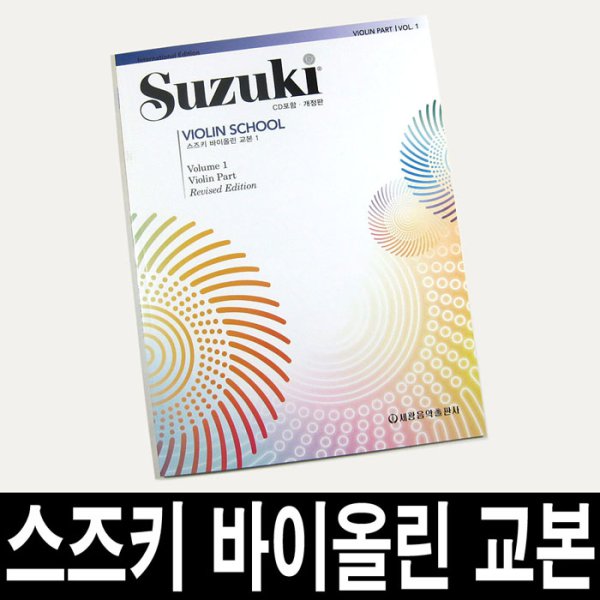 International Edition
VIOLIN PART | VOL. 1
Suzuki®
CD포함 · 개정판
VIOLIN SCHOOL
스즈키 바이올린 교본 1
Volume 1
Violin Part
Revised Edition
세광음악출판사
스즈키 바이올린 교본